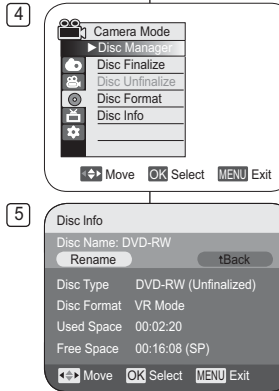 4
Camera Mode
►Disc Manager
Disc Finalize
Disc Unfinalize
Disc Format
Disc Info
Move OK Select MENU Exit
5
Disc Info
Disc Name: DVD-RW
Rename tBack
Disc Type DVD-RW (Unfinalized)
Disc Format VR Mode
Used Space 00:02:20
Free Space 00:16:08 (SP)
Move OK Select MENU Exit